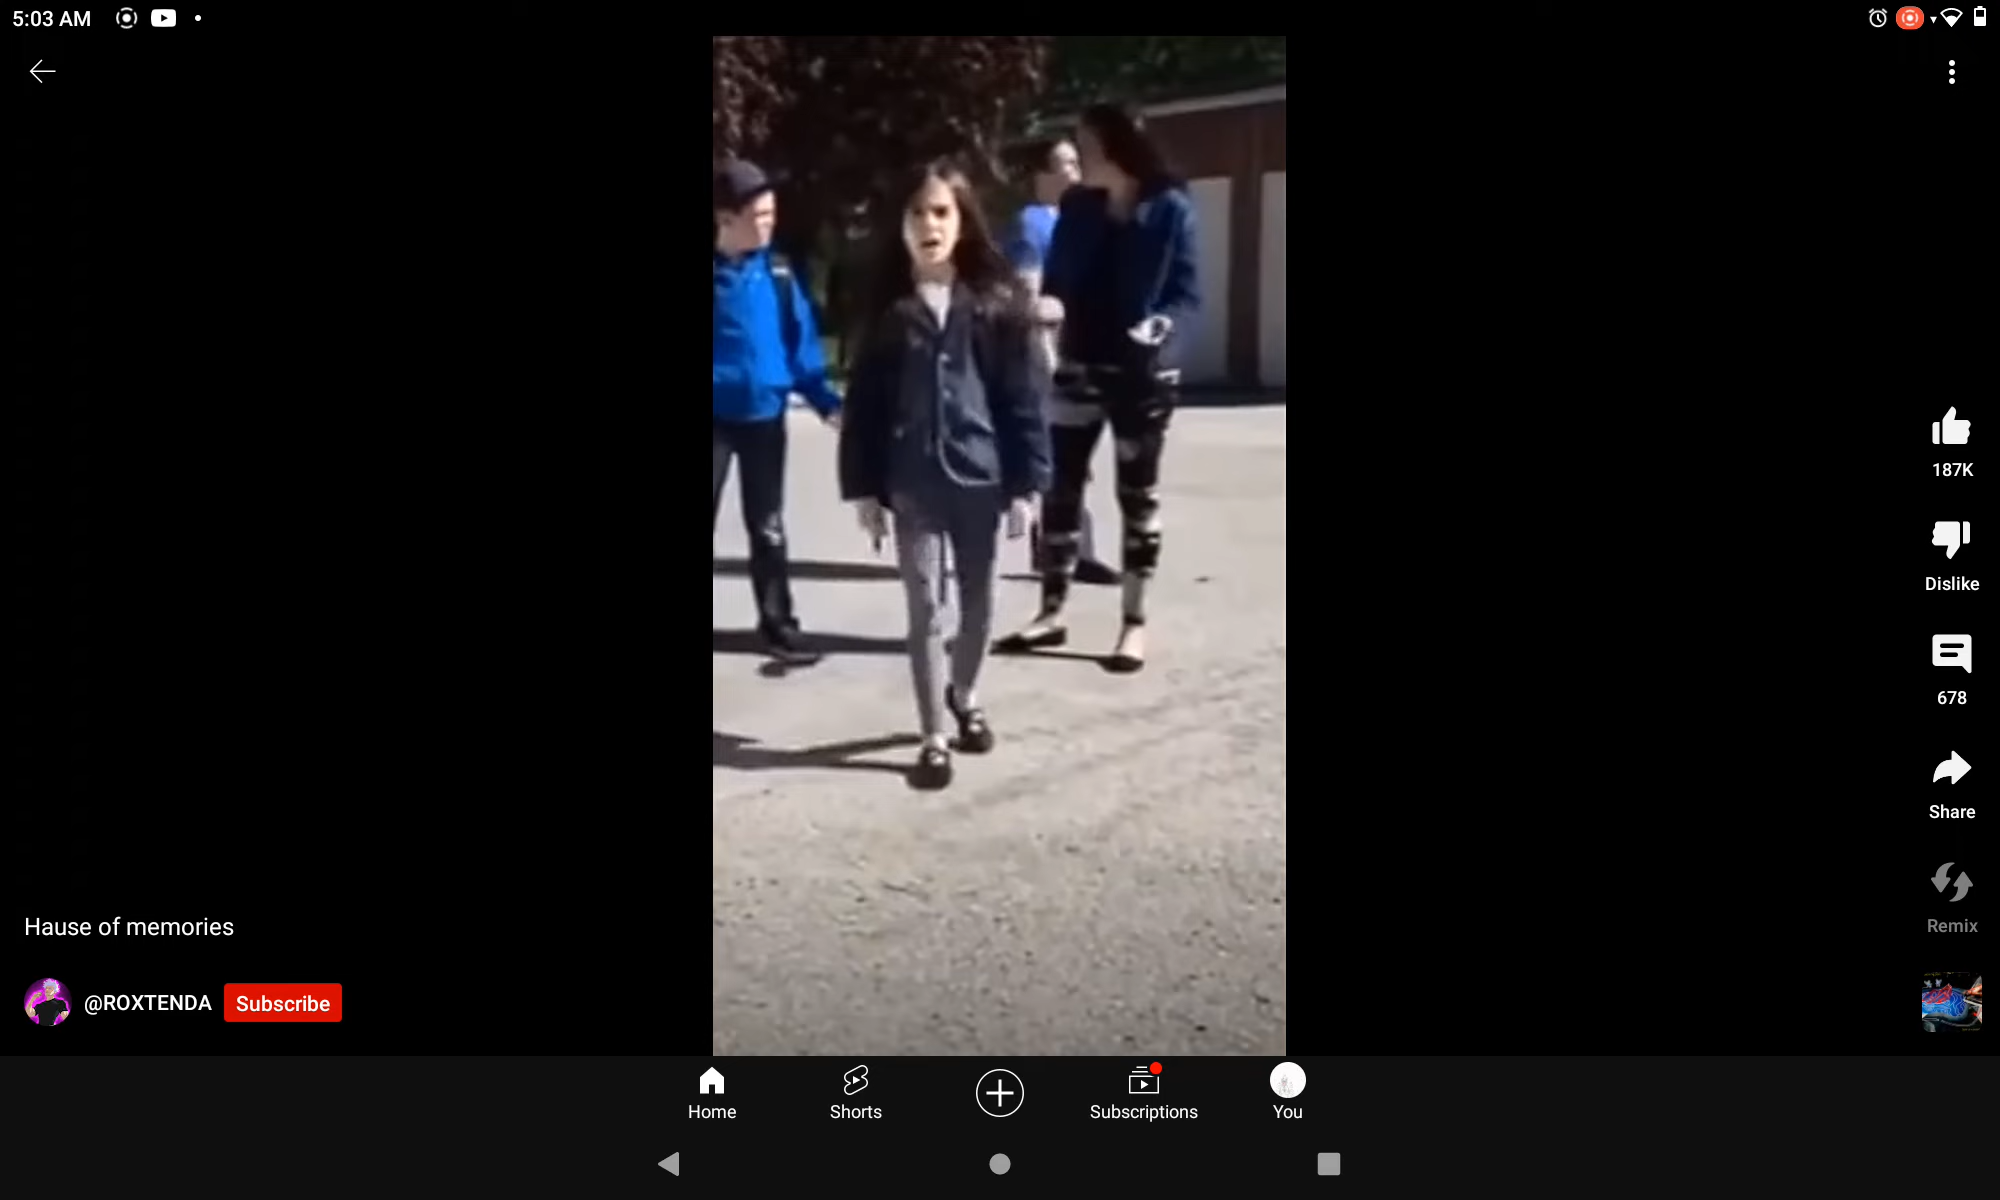 5:03 AM
187K
Dislike
678
Share
Remix
Hause of memories
@ROXTENDA
Subscribe
Home
Shorts
Subscriptions
You